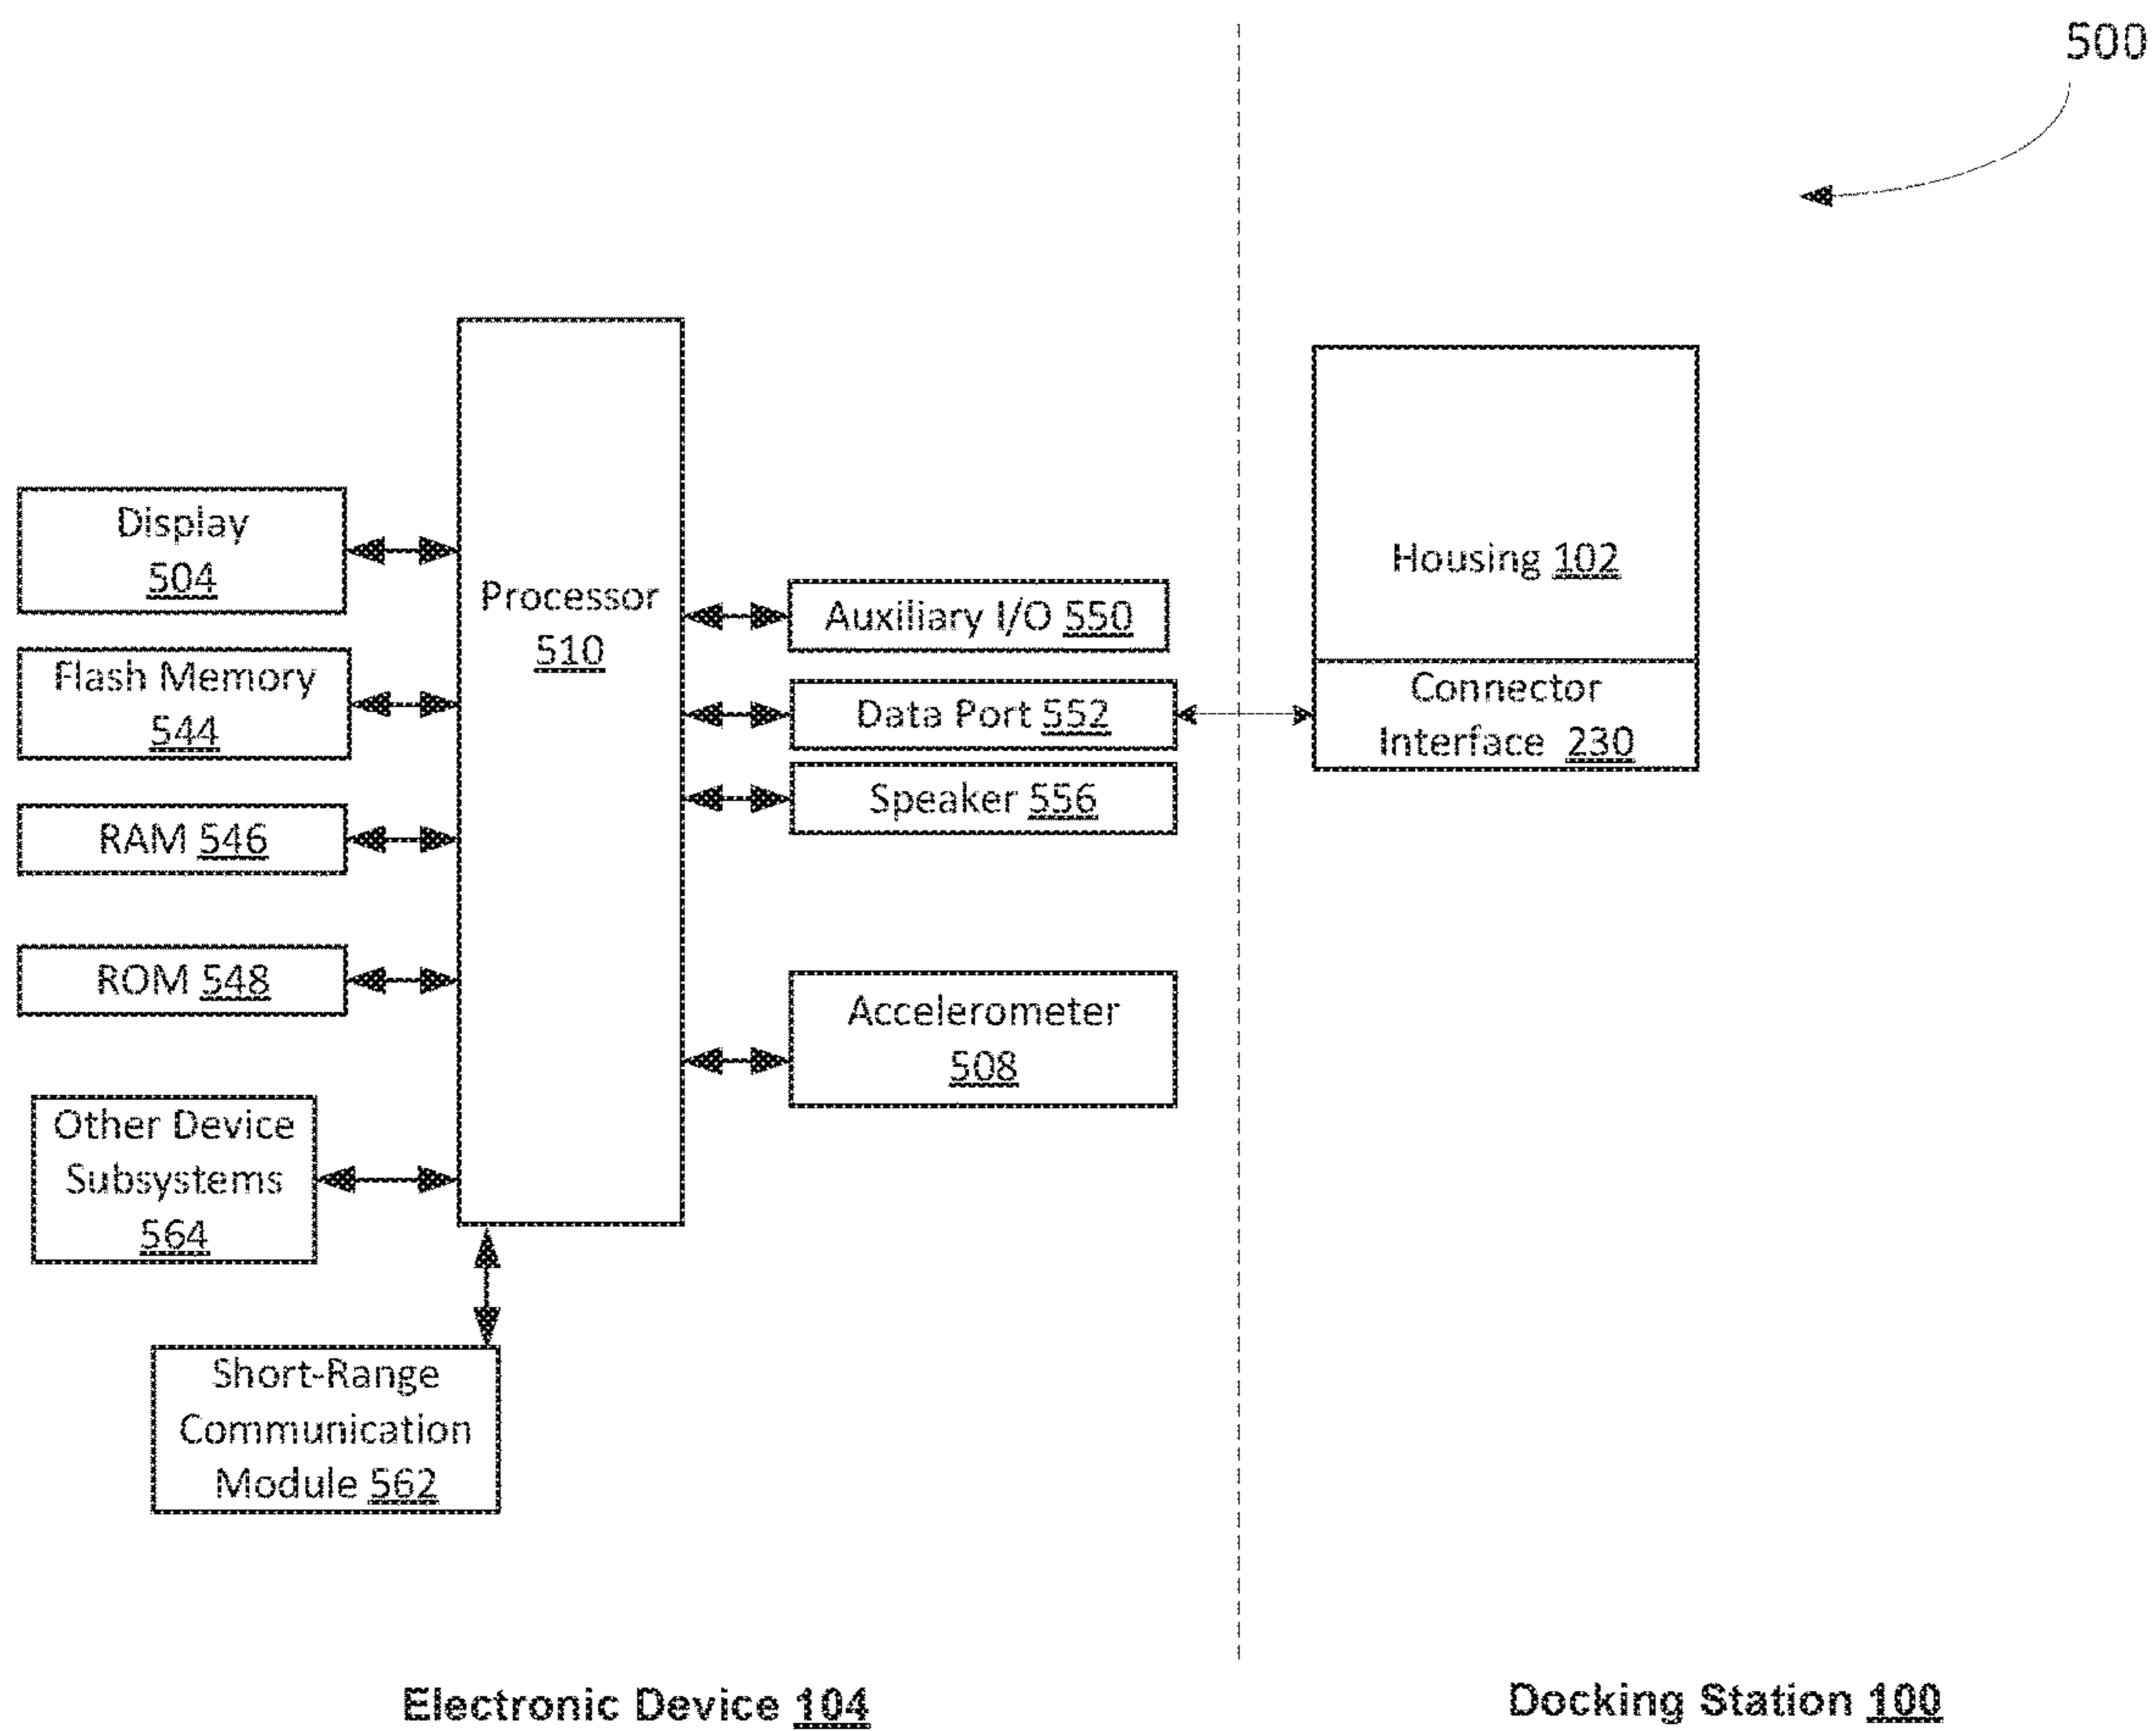 500
Display
504
Flash Memory
544
RAM 546
ROM 548
Other Device
Subsystems
564
Short-Range
Communication
Module 562
Processor
510
Auxiliary I/O 550
Data Port 552
Speaker 556
Accelerometer
508
Housing 102
Connector
Interface 230
Electronic Device 104
Docking Station 100